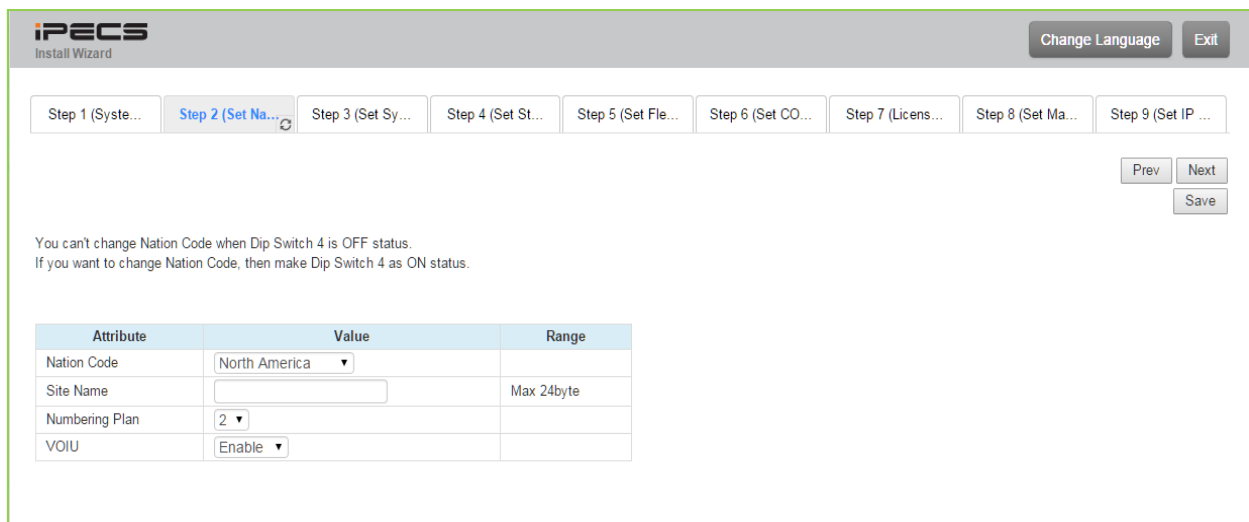 iPECS
Install Wizard
Change Language
Exit
Step 1 (Syste...
Step 2 (Set Na...
Step 3 (Set Sy...
Step 4 (Set St...
Step 5 (Set Fle...
Step 6 (Set CO...
Step 7 (Licens...
Step 8 (Set Ma...
Step 9 (Set IP ...
Prev
Next
Save
You can't change Nation Code when Dip Switch 4 is OFF status.
If you want to change Nation Code, then make Dip Switch 4 as ON status.
Attribute Value Range
Nation Code North America
Site Name Max 24byte
Numbering Plan 2
VOIU Enable